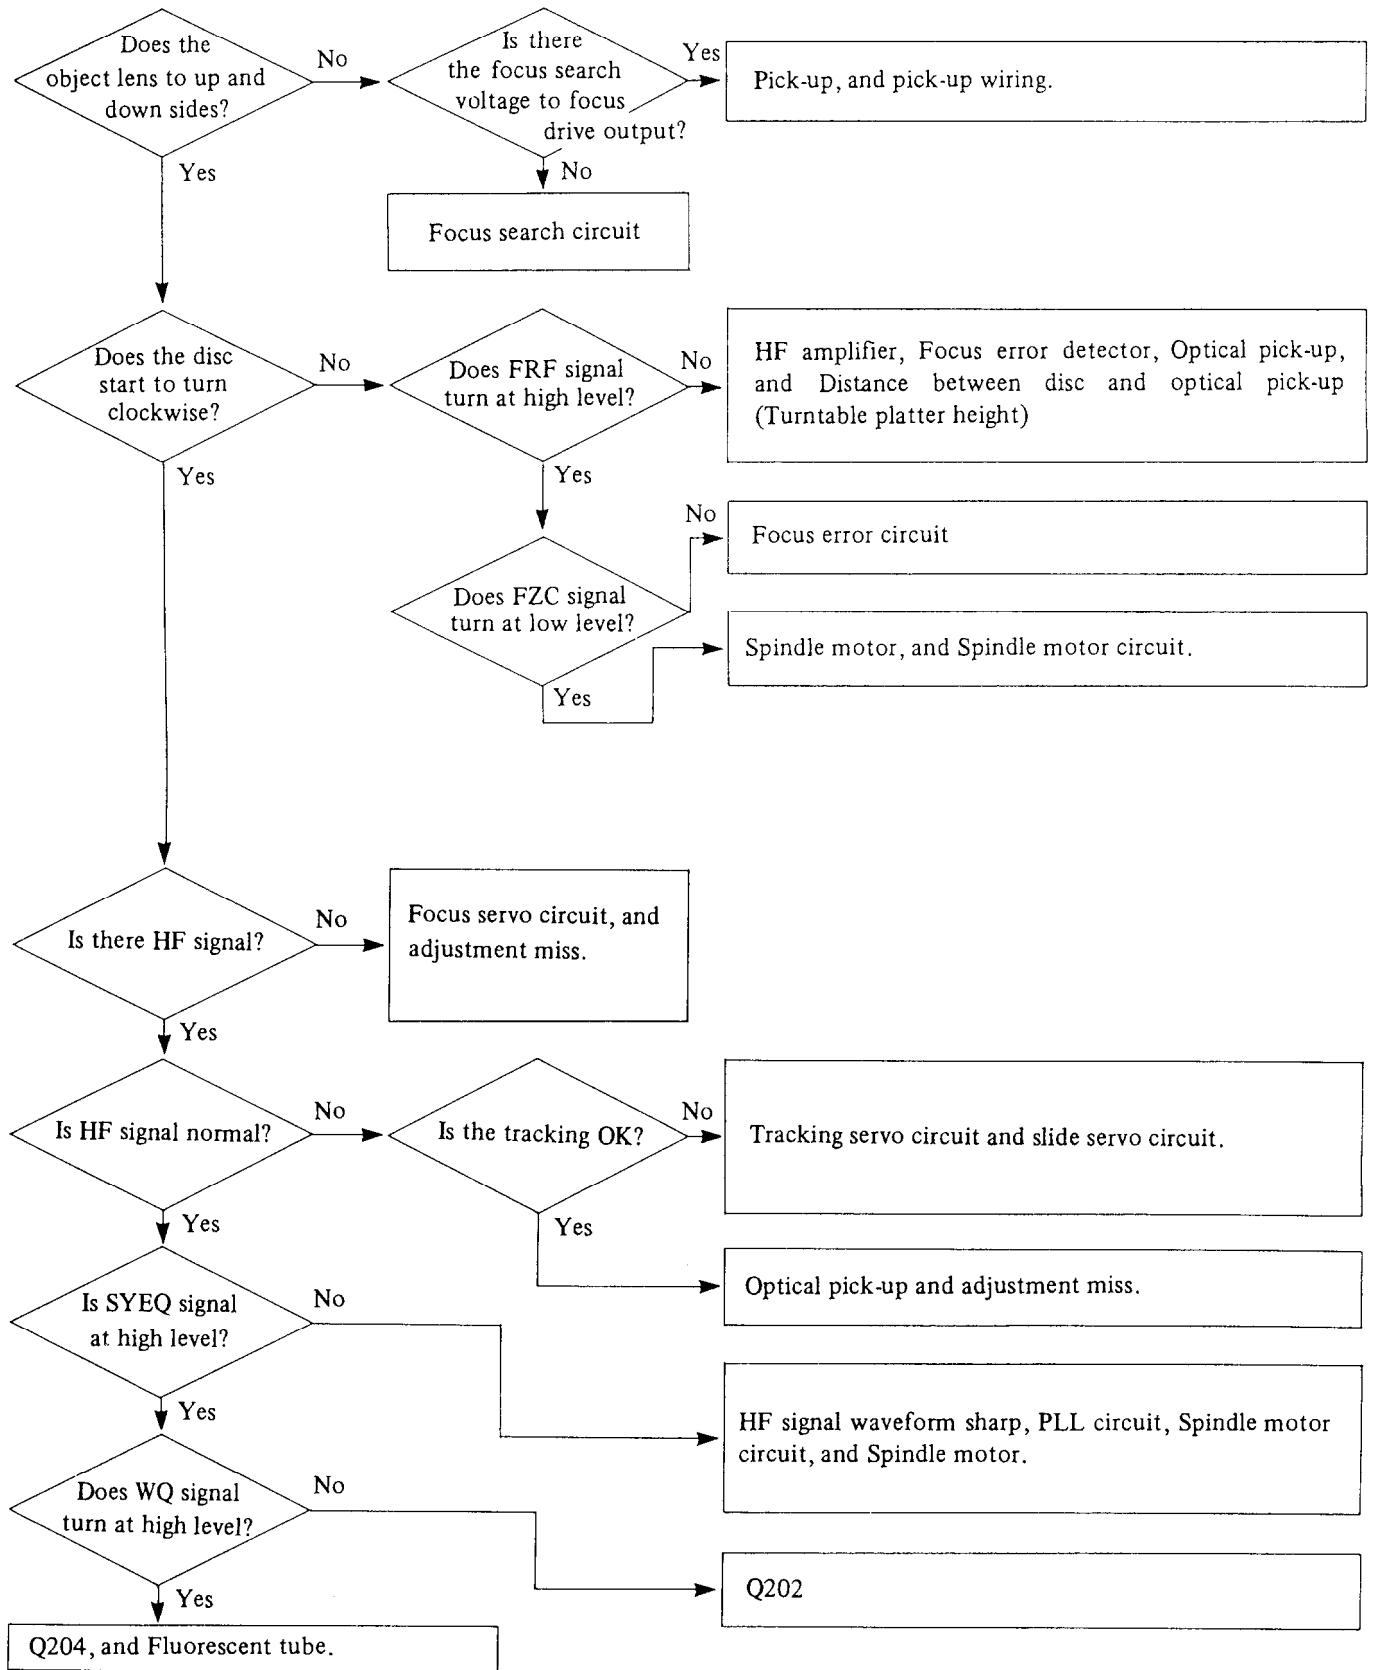 Does the
object lens to up and
down sides?
No
Is there
the focus search
voltage to focus
drive output?
Yes
Pick-up, and pick-up wiring.
Yes
No
Focus search circuit
Does the disc
start to turn
clockwise?
No
Does FRF signal
turn at high level?
No
HF amplifier, Focus error detector, Optical pick-up,
and Distance between disc and optical pick-up
(Turntable platter height)
Yes
Yes
No
Focus error circuit
Does FZC signal
turn at low level?
Spindle motor, and Spindle motor circuit.
Yes
Is there HF signal?
No
Focus servo circuit, and
adjustment miss.
Yes
Is HF signal normal?
No
Is the tracking OK?
No
Tracking servo circuit and slide servo circuit.
Yes
Yes
Optical pick-up and adjustment miss.
Is SYEQ signal
at high level?
No
HF signal waveform sharp, PLL circuit, Spindle motor
circuit, and Spindle motor.
Yes
Does WQ signal
turn at high level?
No
Q202
Yes
Q204, and Fluorescent tube.